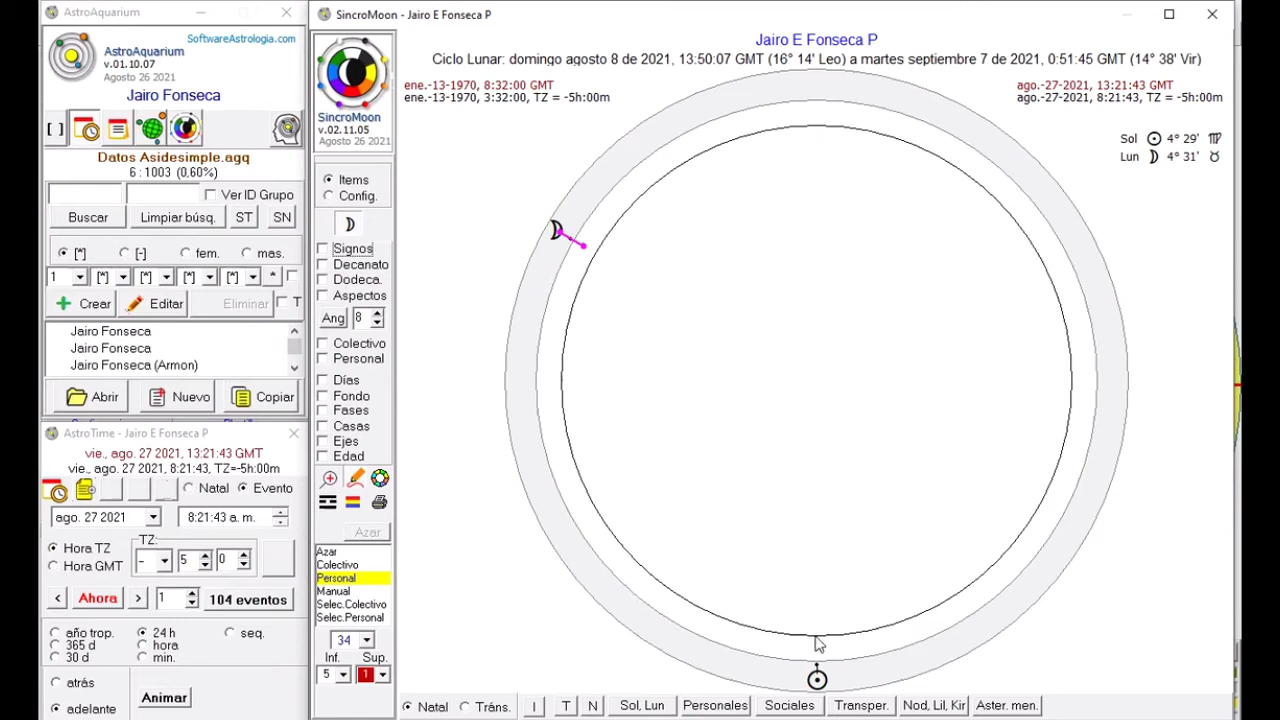 AstroAquarium
SoftwareAstrologia.com
AstroAquarium
v.01.10.07
Agosto 26 2021
Jairo Fonseca
[ ]
Datos Asidesimple.agq
6 : 1003 (0.60%)
Ver ID Grupo
Buscar
Limpiar búsq.
ST
SN
[*]
[-]
fem.
mas.
1
[*]
[*]
[*]
[*]
*
Crear
Editar
Eliminar
T
Jairo Fonseca
Jairo Fonseca
Jairo Fonseca (Armon)
Abrir
Nuevo
Copiar
AstroTime - Jairo E Fonseca P
vie., ago. 27 2021, 13:21:43 GMT
vie., ago. 27 2021, 8:21:43, TZ=-5h:00m
Natal
Evento
ago. 27 2021
8:21:43 a. m.
Hora TZ
Hora GMT
TZ:
-
5
0
<
Ahora
>
1
104 eventos
año trop.
24 h
seq.
365 d
hora
30 d
min.
atrás
adelante
Animar
SincroMoon - Jairo E Fonseca P
SincroMoon
v.02.11.05
Agosto 26 2021
Items
Config.
Signos
Decanato
Dodeca.
Aspectos
Ang
8
Colectivo
Personal
Días
Fondo
Fases
Casas
Ejes
Edad
Azar
Azar
Colectivo
Personal
Manual
Selec.Colectivo
Selec.Personal
34
Inf.
Sup.
5
1
Jairo E Fonseca P
Ciclo Lunar: domingo agosto 8 de 2021, 13:50:07 GMT (16° 14' Leo) a martes septiembre 7 de 2021, 0:51:45 GMT (14° 38' Vir)
ene.-13-1970, 8:32:00 GMT
ene.-13-1970, 3:32:00, TZ = -5h:00m
ago.-27-2021, 13:21:43 GMT
ago.-27-2021, 8:21:43, TZ = -5h:00m
Sol ☉ 4° 29' ♍
Lun ☽ 4° 31' ♉
Natal
Tráns.
I
T
N
Sol, Lun
Personales
Sociales
Transper.
Nod, Lil, Kir
Aster. men.